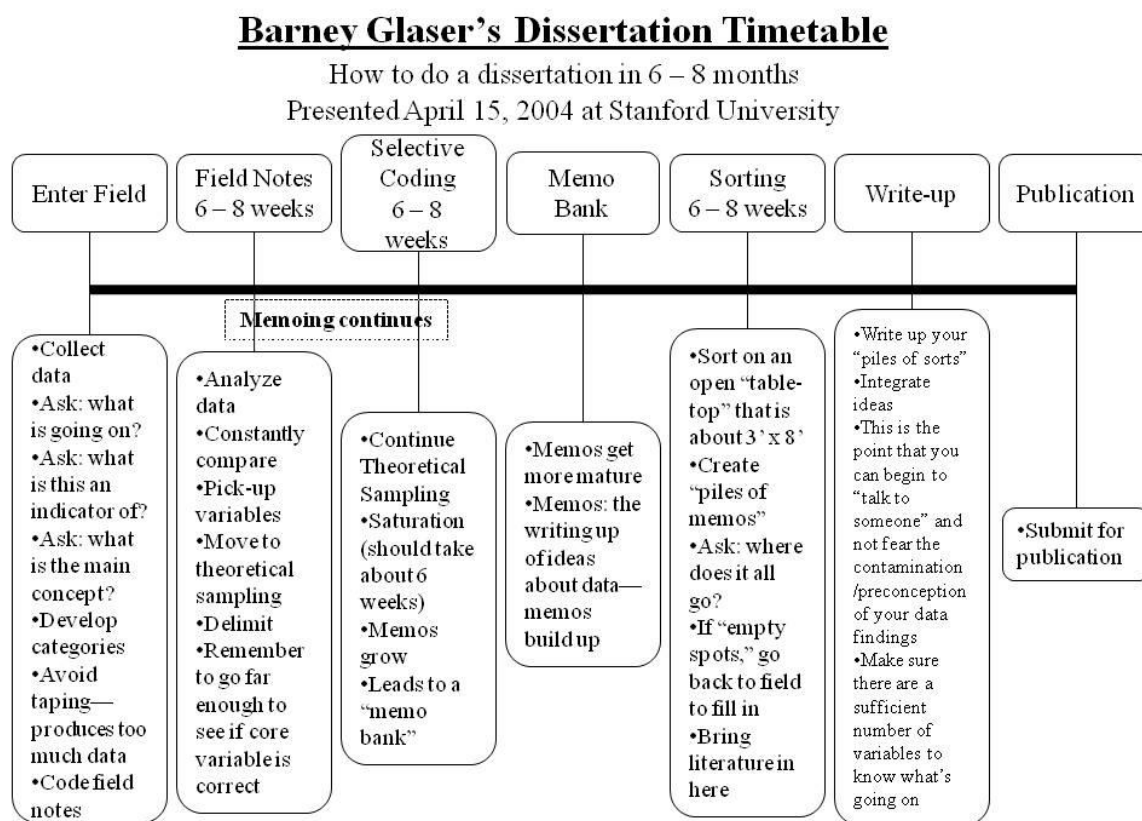 Barney Glaser's Dissertation Timetable
How to do a dissertation in 6 – 8 months
Presented April 15, 2004 at Stanford University
Enter Field
Field Notes
6 – 8 weeks
Selective
Coding
6 – 8
weeks
Memo
Bank
Sorting
6 – 8 weeks
Write-up
Publication
Memoing continues
•Collect
data
•Ask: what
is going on?
•Ask: what
is this an
indicator of?
•Ask: what
is the main
concept?
•Develop
categories
•Avoid
taping—
produces too
much data
•Code field
notes
•Analyze
data
•Constantly
compare
•Pick-up
variables
•Move to
theoretical
sampling
•Delimit
•Remember
to go far
enough to
see if core
variable is
correct
•Continue
Theoretical
Sampling
•Saturation
(should take
about 6
weeks)
•Memos
grow
•Leads to a
“memo
bank”
•Memos get
more mature
•Memos: the
writing up
of ideas
about data—
memos
build up
•Sort on an
open “table-
top” that is
about 3’ x 8’
•Create
“piles of
memos”
•Ask: where
does it all
go?
•If “empty
spots,” go
back to field
to fill in
•Bring
literature in
here
•Write up your
“piles of sorts”
•Integrate
ideas
•This is the
point that you
can begin to
“talk to
someone” and
not fear the
contamination
/preconception
of your data
findings
•Make sure
there are a
sufficient
number of
variables to
know what’s
going on
•Submit for
publication